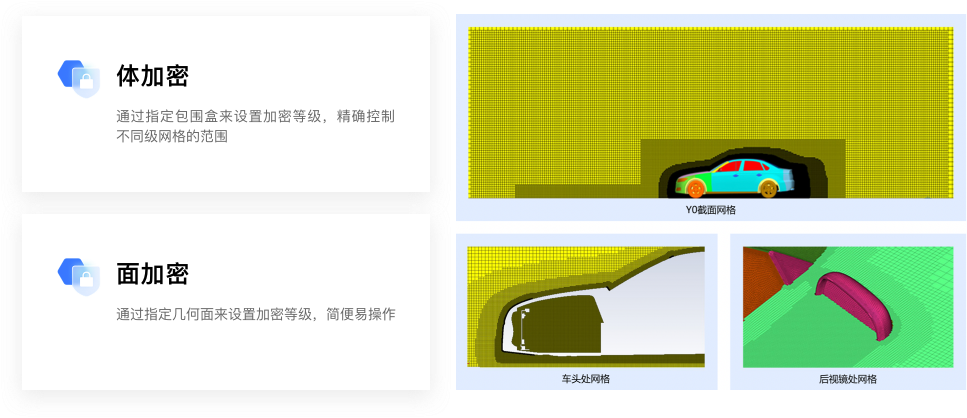 体加密
通过指定包围盒来设置加密等级，精确控制
不同级网格的范围
面加密
通过指定几何面来设置加密等级，简便易操作
Y0截面网格
车头处网格
后视镜处网格